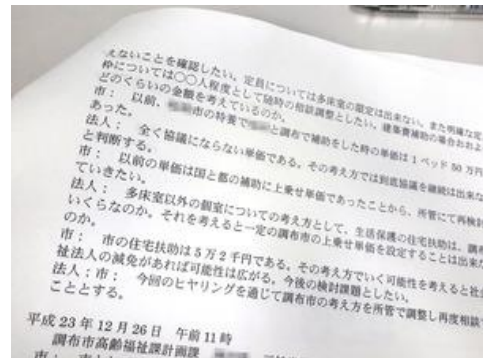 えないことを確認したい。定員については多床室の限定は出来ない。また明確な定
枠については○○人程度として随時の相談調整としたい。建築費補助の場合およ
どのくらいの金額を考えているのか。
市： 以前、市の特養でと調布で補助をした時の単価は1ベッド50万円
あった。
法人： 全く協議にならない単価である。その考え方では到底協議を継続は出来な
と判断する。
市： 以前の単価は国と都の補助に上乗せ単価であったことから、所管にて再検討
ていきたい。
法人： 多床室以外の個室についての考え方として、生活保護の住宅扶助は、調布
いくらなのか。それを考えると一定の調布市の上乗せ単価を設定することは出来な
のか。
市： 市の住宅扶助は5万2千円である。その考え方でいく可能性を考えると社会
祉法人の減免があれば可能性は広がる。今後の検討課題としたい。
法人：市： 今回のヒヤリングを通じて調布市の考え方を所管で調整し再度相談
こととする。
平成23年12月26日 午前11時
調布市高齢福祉課計画課